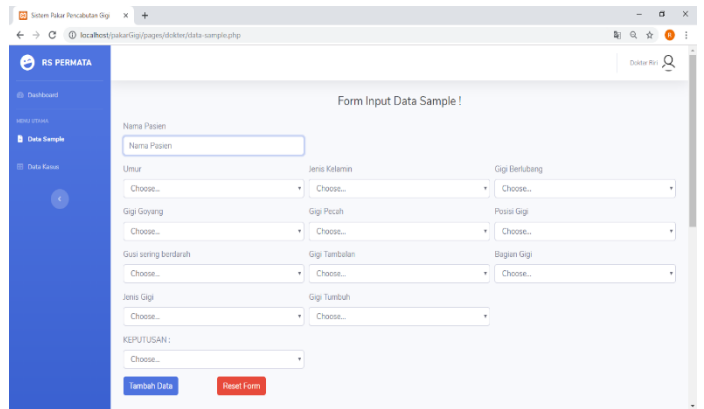 Sistem Pakar Pencabutan Gigi
localhost/pakarGigi/pages/dokter/data-sample.php
RS PERMATA
Dokter Riri
Dashboard
MENU UTAMA
Data Sample
Data Kasus
Form Input Data Sample !
Nama Pasien
Nama Pasien
Umur Jenis Kelamin Gigi Berlubang
Choose... Choose... Choose...
Gigi Goyang Gigi Pecah Posisi Gigi
Choose... Choose... Choose...
Gusi sering berdarah Gigi Tambalan Bagian Gigi
Choose... Choose... Choose...
Jenis Gigi Gigi Tumbuh
Choose... Choose...
KEPUTUSAN :
Choose...
Tambah Data Reset Form